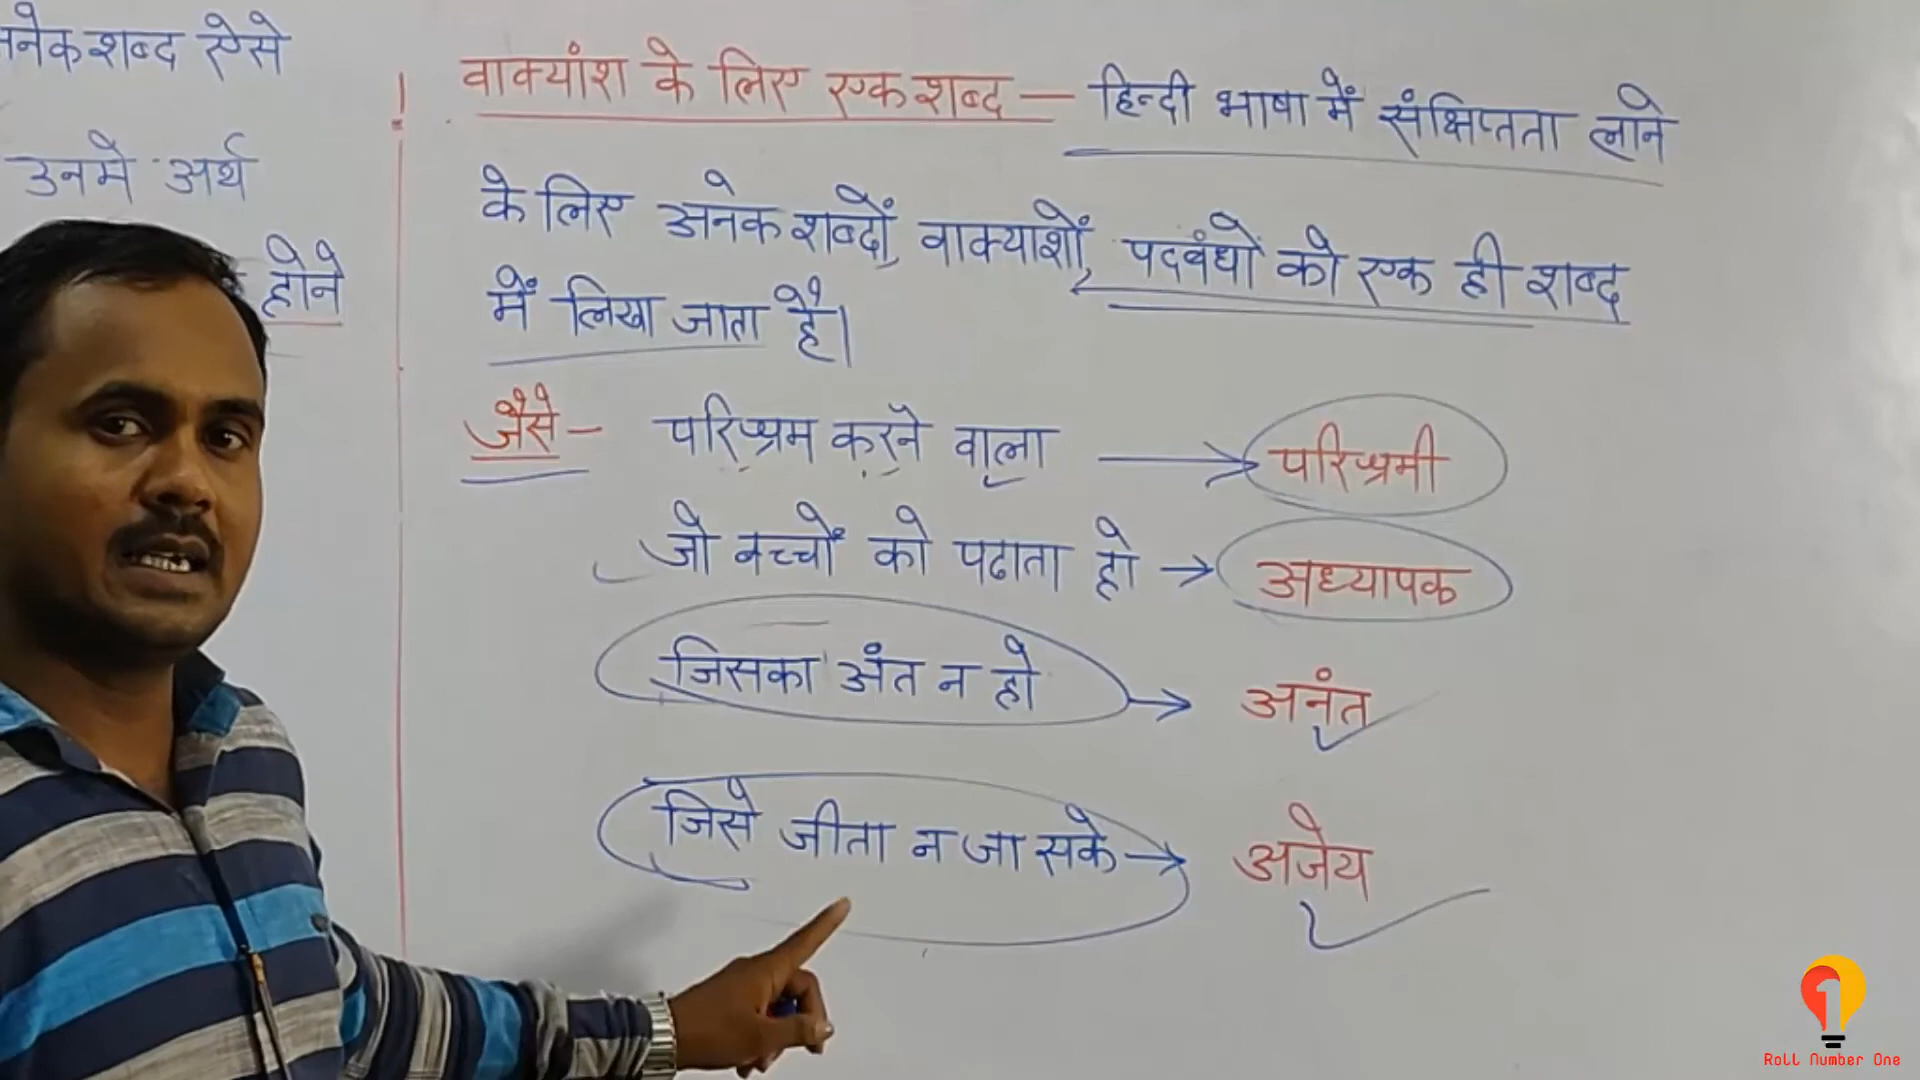 शब्द ऐसे
उनमे अर्थ
होने
वाक्यांश के लिए एक शब्द — हिन्दी भाषा में संक्षिप्तता लाने
के लिए अनेक शब्दों, वाक्याशों, पदबंधों को एक ही शब्द
में लिखा जाता है।
जैसे - परिश्रम करने वाला → परिश्रमी
जो बच्चों को पढाता हो → अध्यापक
जिसका अंत न हो → अनंत
जिसे जीता न जा सके → अजेय
1
Roll Number One